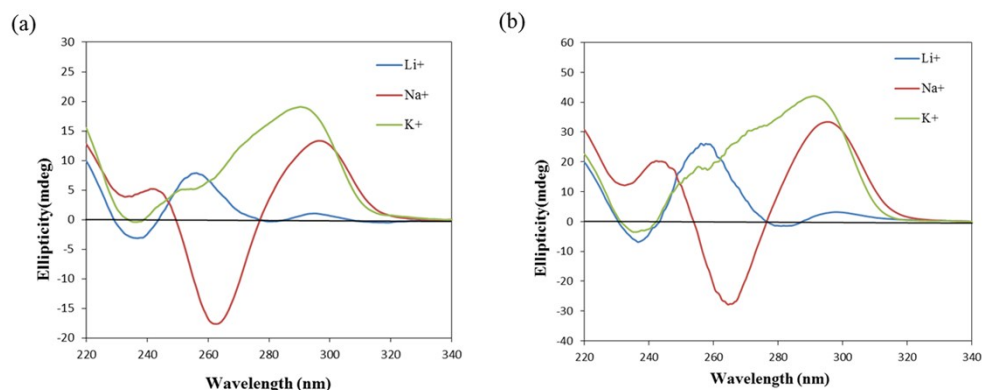 (a)
30
25
20
15
10
5
0
-5
-10
-15
-20
Ellipticity(mdeg)
Li+
Na+
K+
220 240 260 280 300 320 340
Wavelength (nm)
(b)
60
50
40
30
20
10
0
-10
-20
-30
-40
Ellipticity(mdeg)
Li+
Na+
K+
220 240 260 280 300 320 340
Wavelength (nm)